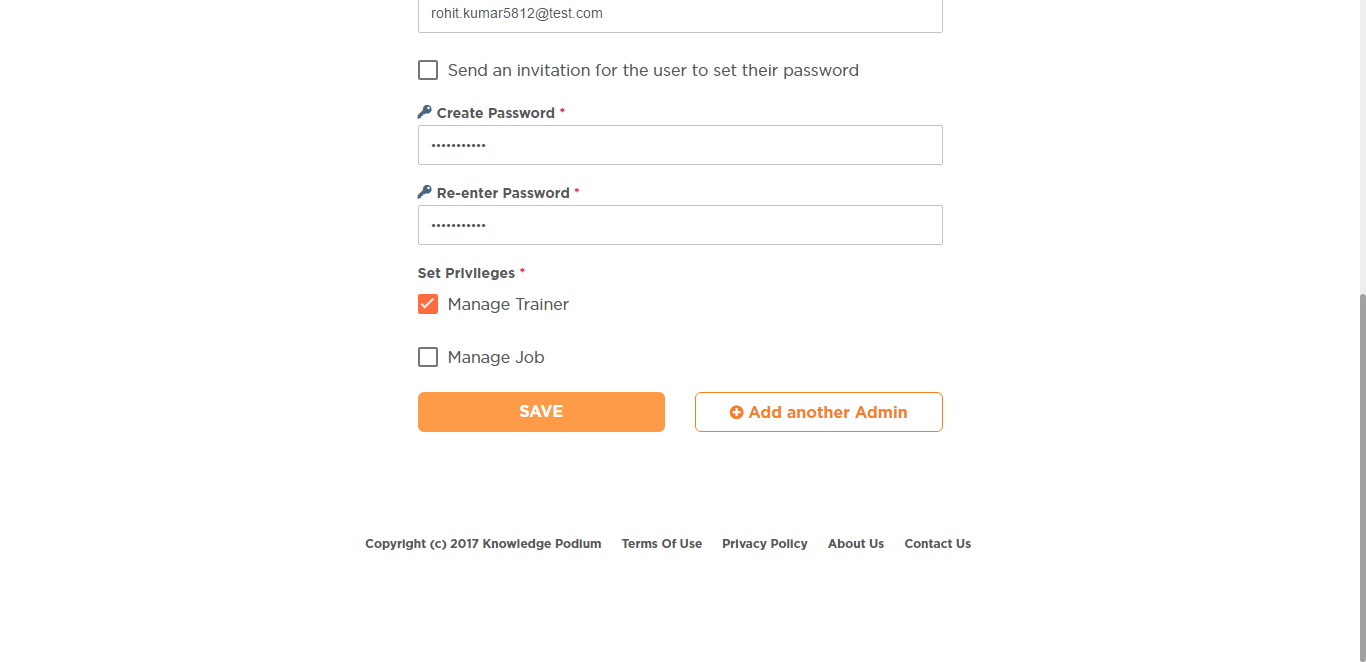 rohit.kumar5812@test.com
Send an invitation for the user to set their password
Create Password *
•••••••••••
Re-enter Password *
•••••••••••
Set Privileges *
Manage Trainer
Manage Job
SAVE Add another Admin
Copyright (c) 2017 Knowledge Podium Terms Of Use Privacy Policy About Us Contact Us